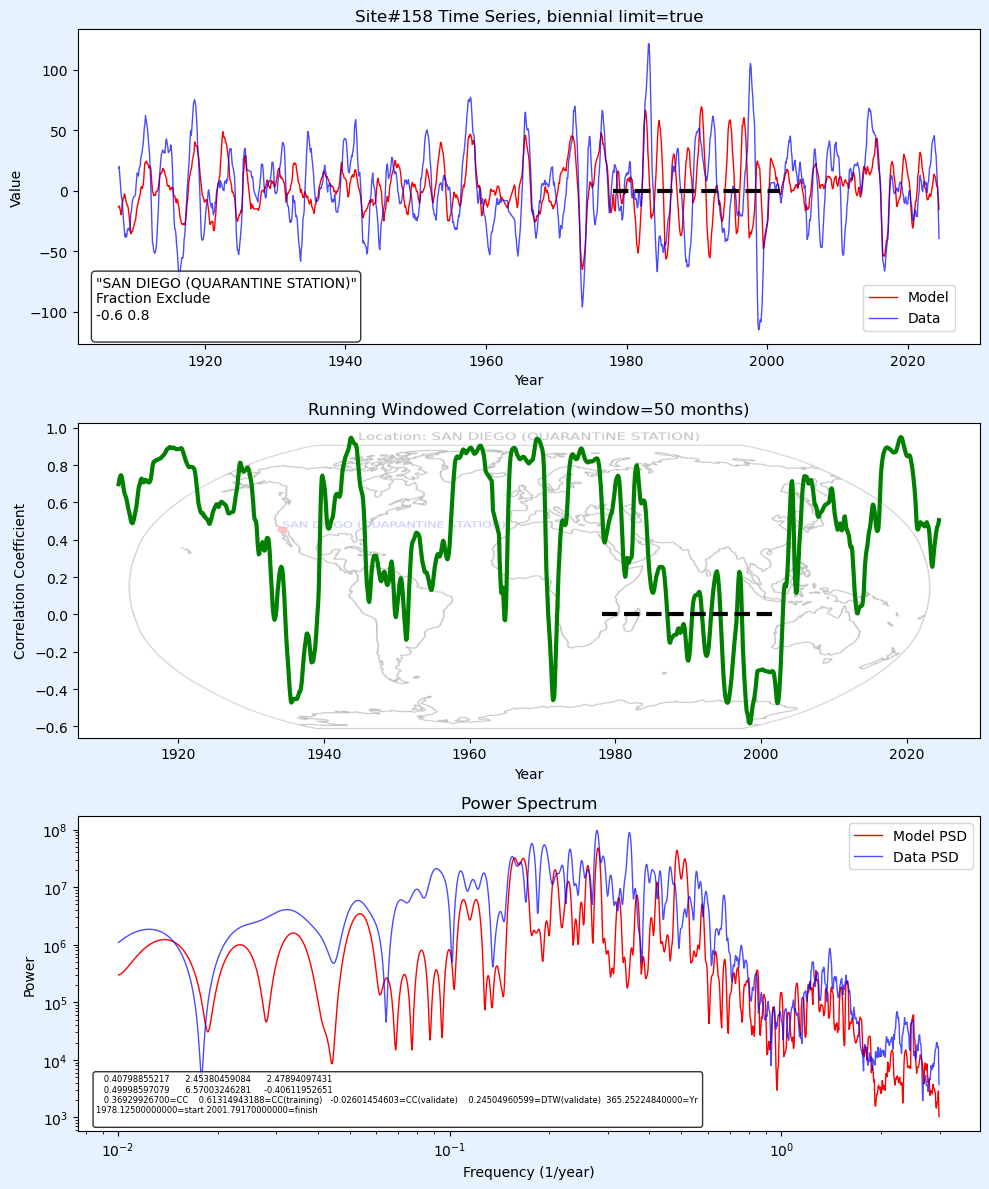 Site#158 Time Series, biennial limit=true
Value
100
50
0
−50
−100
"SAN DIEGO (QUARANTINE STATION)"
Fraction Exclude
-0.6 0.8
Model
Data
1920 1940 1960 1980 2000 2020
Year
Running Windowed Correlation (window=50 months)
Location: SAN DIEGO (QUARANTINE STATION)
SAN DIEGO (QUARANTINE STATION)
Correlation Coefficient
1.0
0.8
0.6
0.4
0.2
0.0
−0.2
−0.4
−0.6
1920 1940 1960 1980 2000 2020
Year
Power Spectrum
Power
10⁸
10⁷
10⁶
10⁵
10⁴
10³
Model PSD
Data PSD
0.40798855217 2.45380459084 2.47894097431
0.49998597079 6.57003246281 -0.40611952651
0.36929926700=CC 0.61314943188=CC(training) -0.02601454603=CC(validate) 0.24504960599=DTW(validate) 365.25224840000=Yr
1978.12500000000=start 2001.79170000000=finish
10⁻² 10⁻¹ 10⁰
Frequency (1/year)